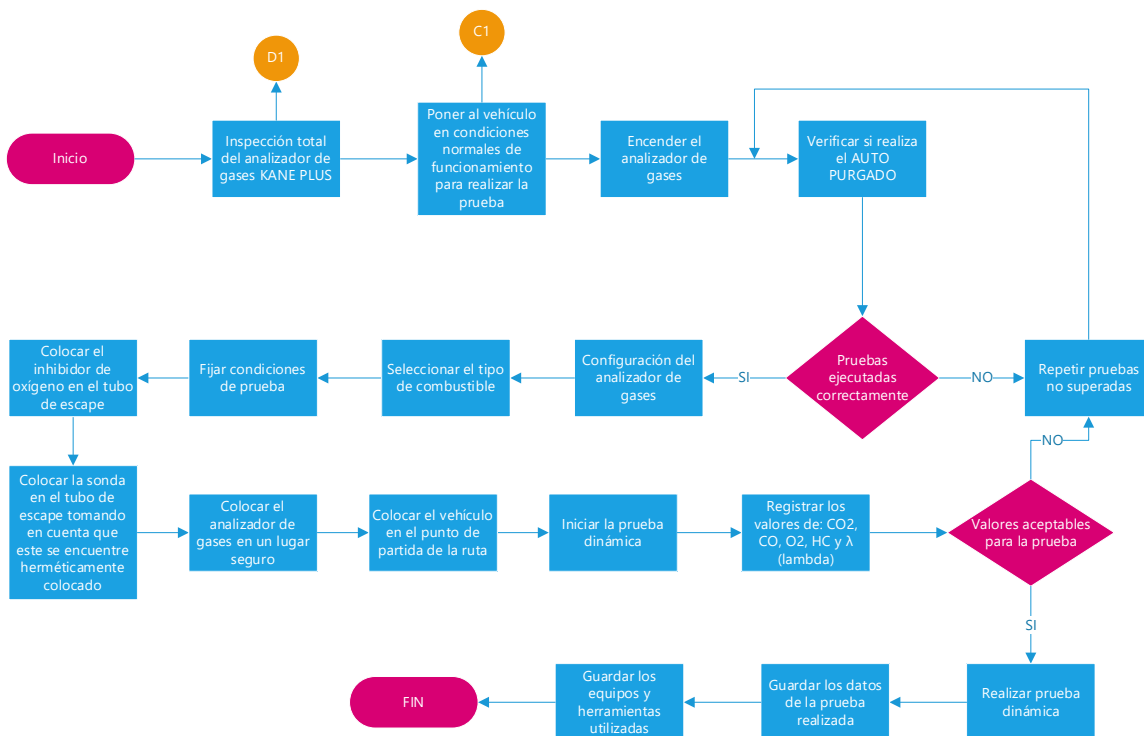 D1
C1
Inicio
Inspección total
del analizador de
gases KANE PLUS
Poner al vehículo
en condiciones
normales de
funcionamiento
para realizar la
prueba
Encender el
analizador de
gases
Verificar si realiza
el AUTO
PURGADO
Pruebas
ejecutadas
correctamente
NO
Repetir pruebas
no superadas
SI
Configuración del
analizador de
gases
Seleccionar el tipo
de combustible
Fijar condiciones
de prueba
Colocar el
inhibidor de
oxígeno en el tubo
de escape
Colocar la sonda
en el tubo de
escape tomando
en cuenta que
este se encuentre
herméticamente
colocado
Colocar el
analizador de
gases en un lugar
seguro
Colocar el vehículo
en el punto de
partida de la ruta
Iniciar la prueba
dinámica
Registrar los
valores de: CO2,
CO, O2, HC y λ
(lambda)
Valores aceptables
para la prueba
NO
SI
Realizar prueba
dinámica
Guardar los datos
de la prueba
realizada
Guardar los
equipos y
herramientas
utilizadas
FIN